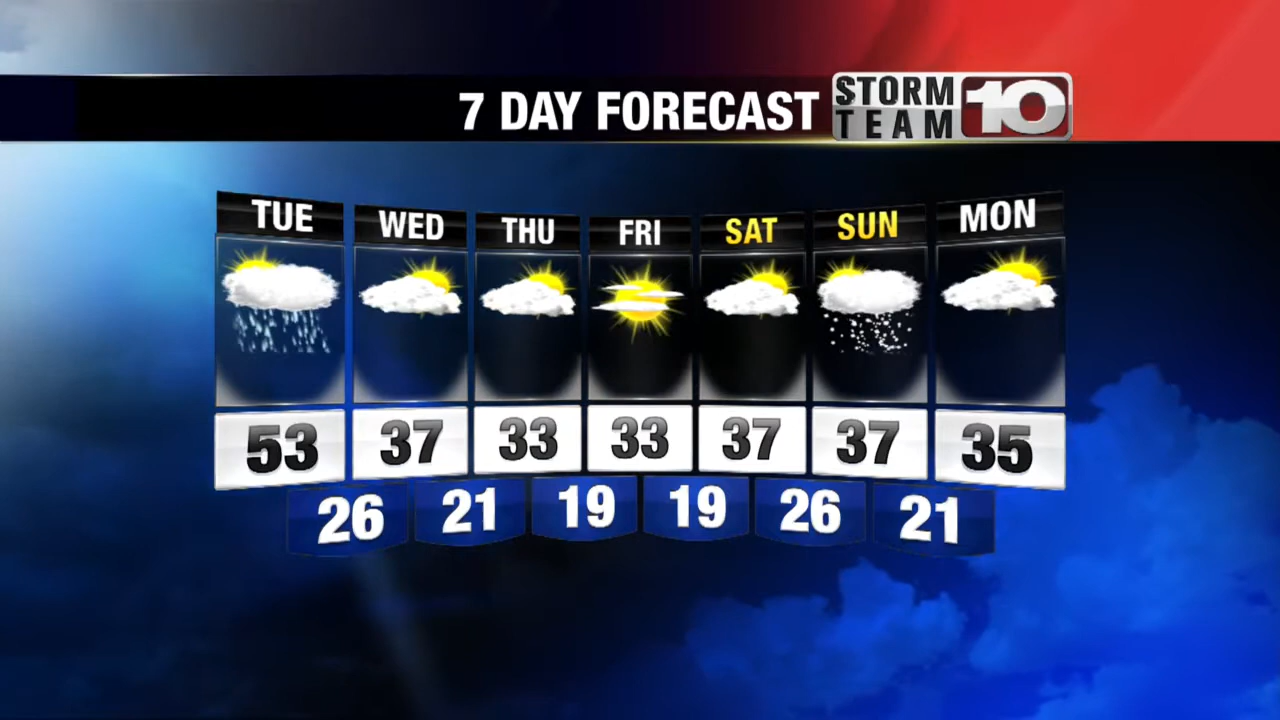 7 DAY FORECAST
STORM TEAM 10
TUE WED THU FRI SAT SUN MON
53 37 33 33 37 37 35
26 21 19 19 26 21